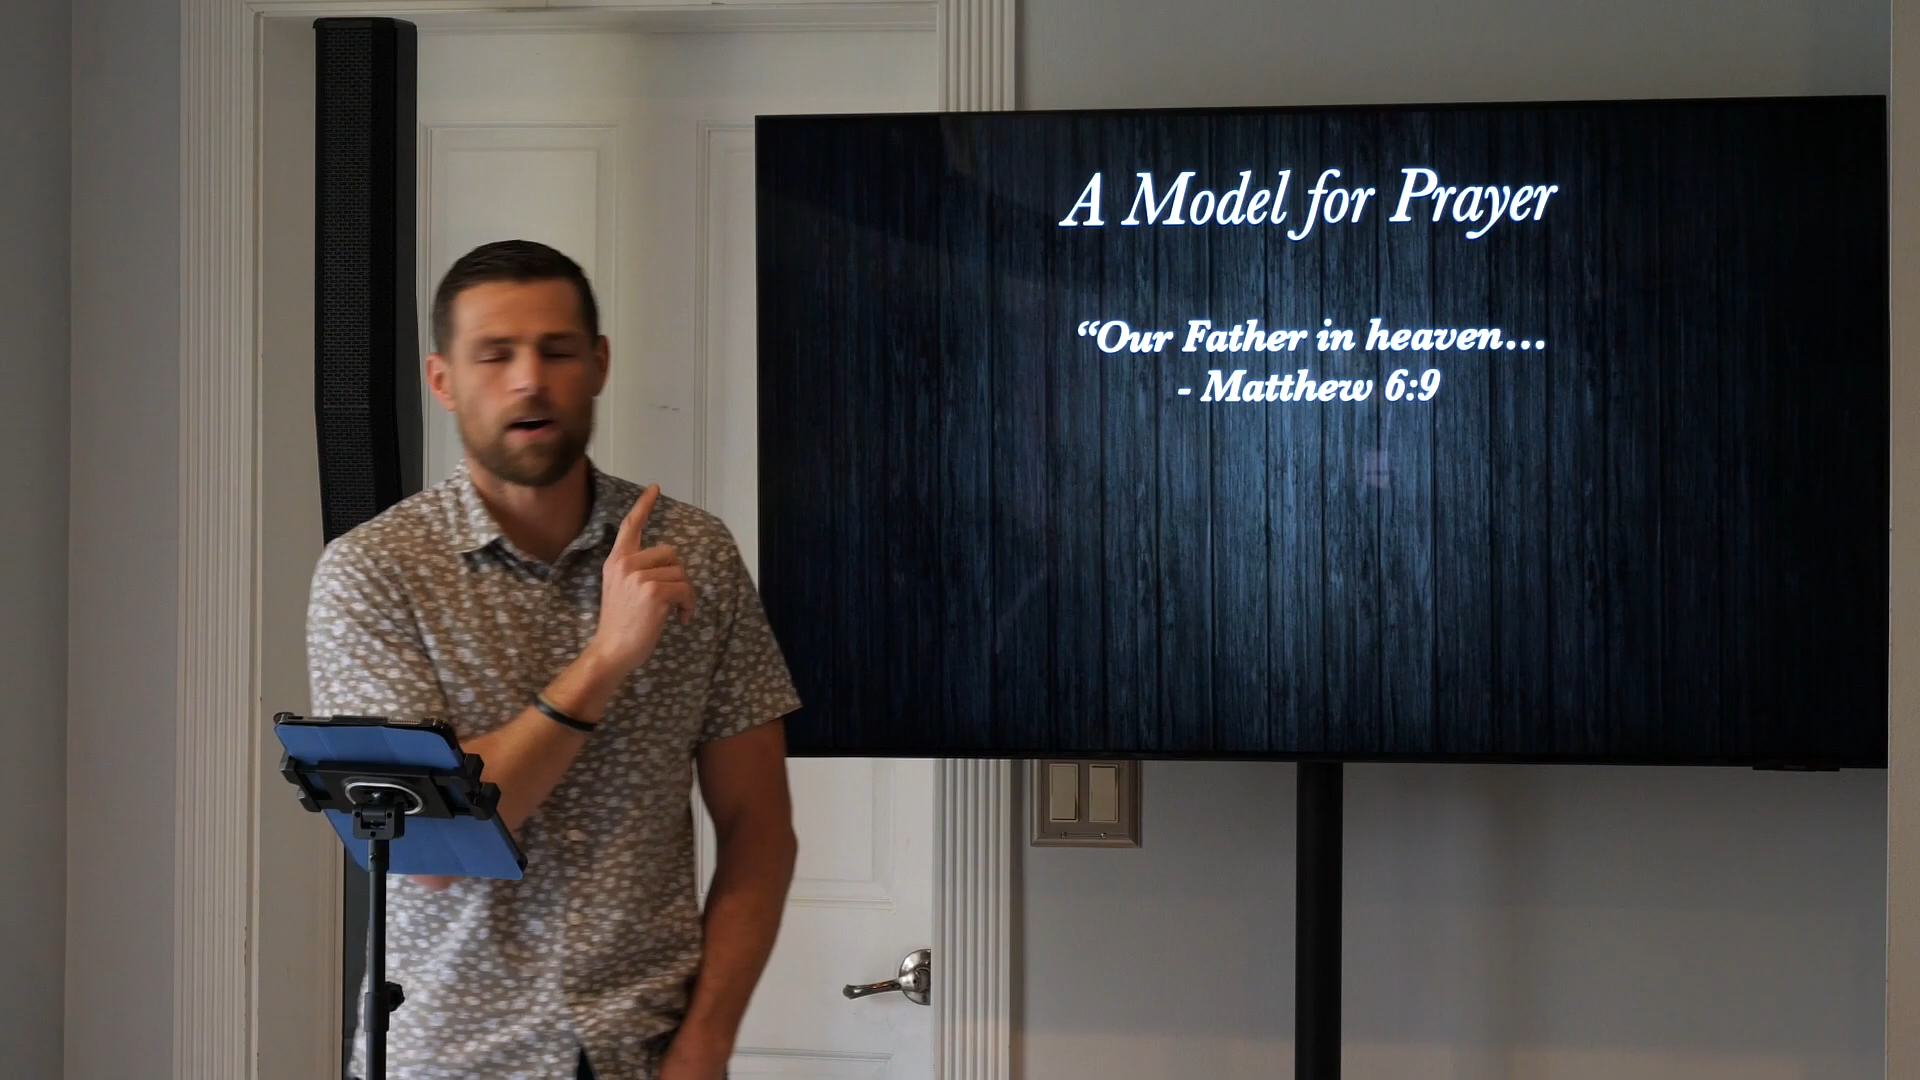 A Model for Prayer
“Our Father in heaven…
- Matthew 6:9